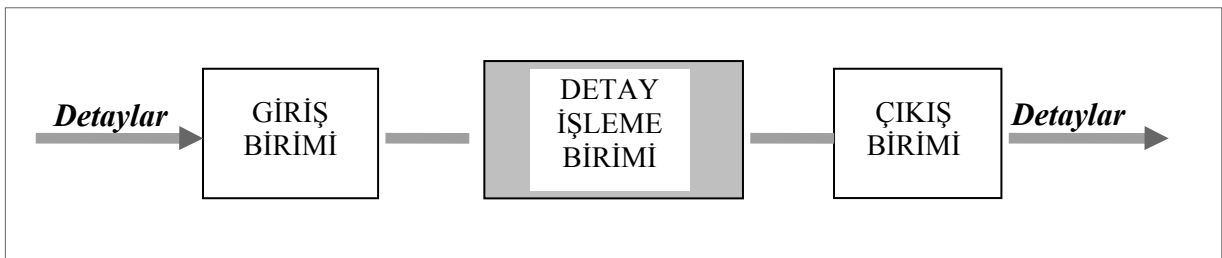 Detaylar
GİRİŞ
BİRİMİ
DETAY
İŞLEME
BİRİMİ
ÇIKIŞ
BİRİMİ
Detaylar